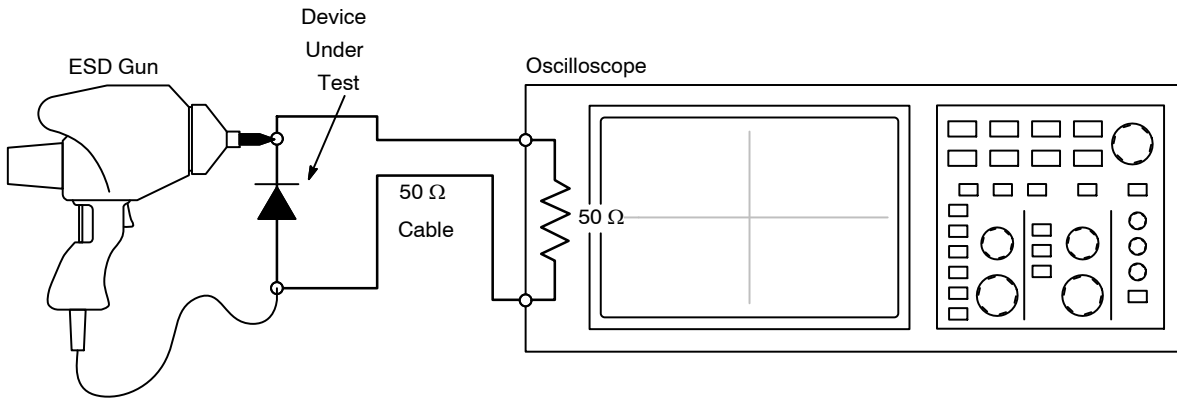 Device
Under
Test
ESD Gun
Oscilloscope
50 Ω
Cable
50 Ω